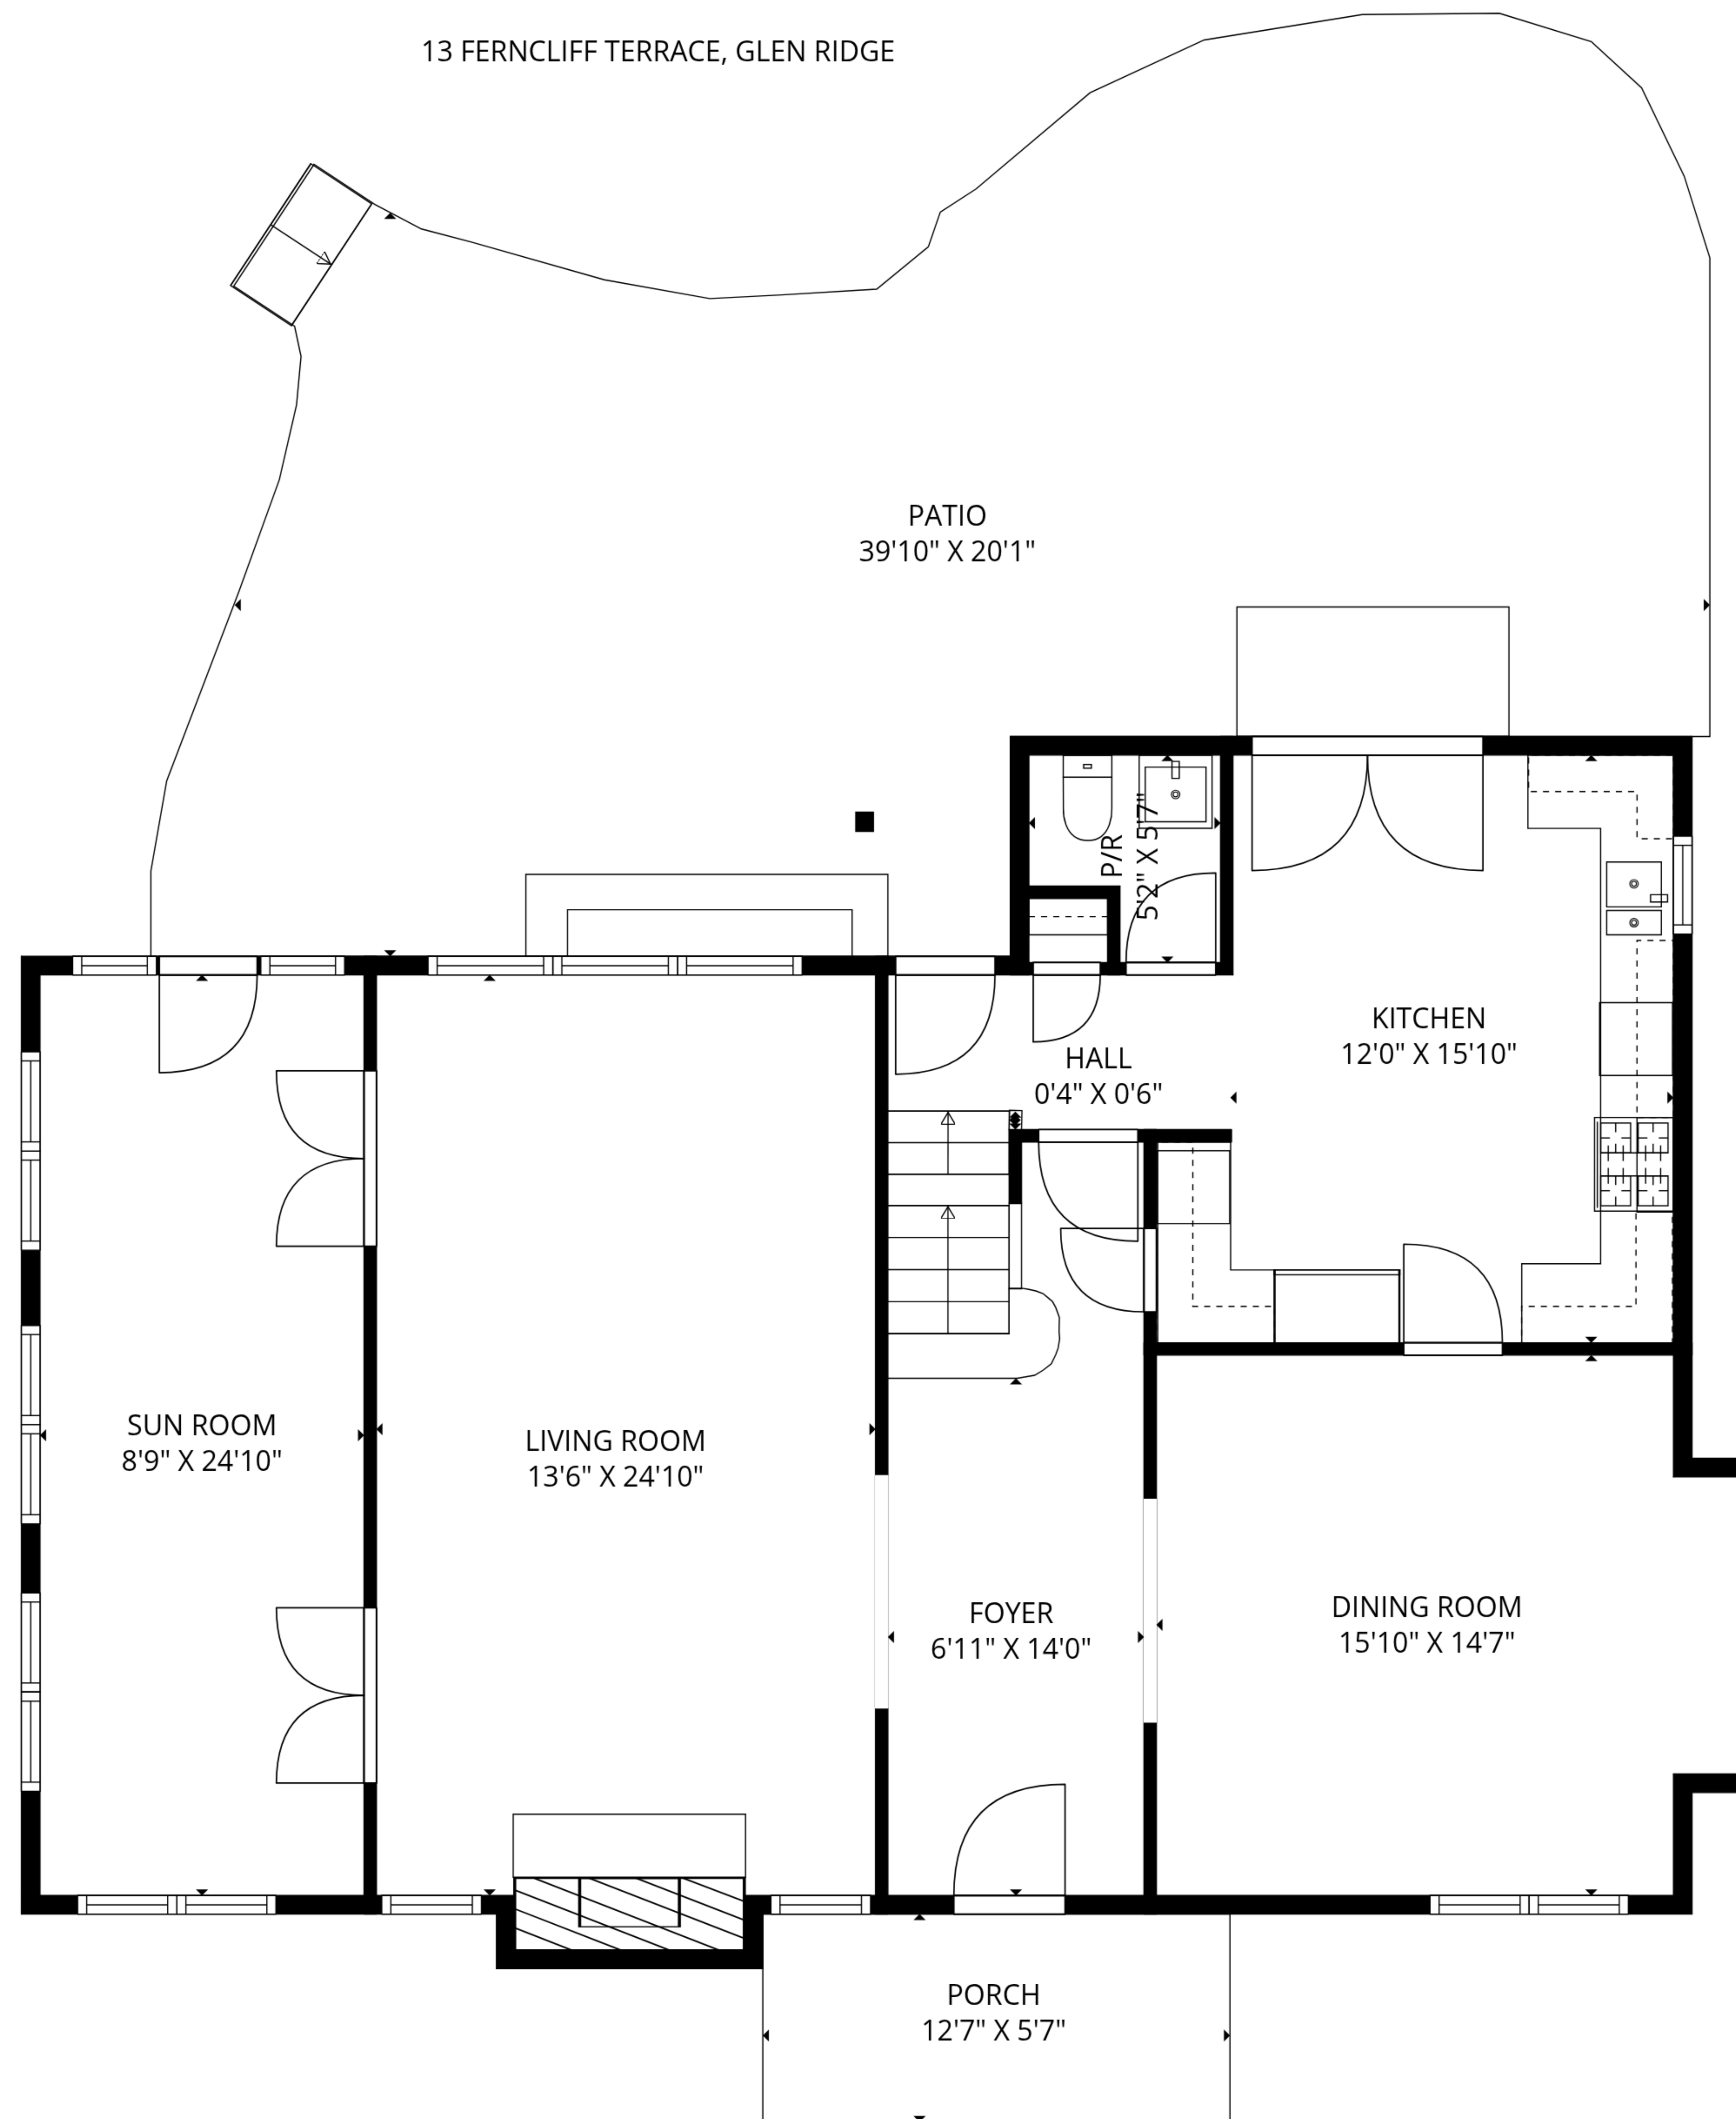 13 FERNCLIFF TERRACE, GLEN RIDGE
PATIO
39'10" X 20'1"
P/R
5'2" X 5'7"
KITCHEN
12'0" X 15'10"
HALL
0'4" X 0'6"
SUN ROOM
8'9" X 24'10"
LIVING ROOM
13'6" X 24'10"
FOYER
6'11" X 14'0"
DINING ROOM
15'10" X 14'7"
PORCH
12'7" X 5'7"